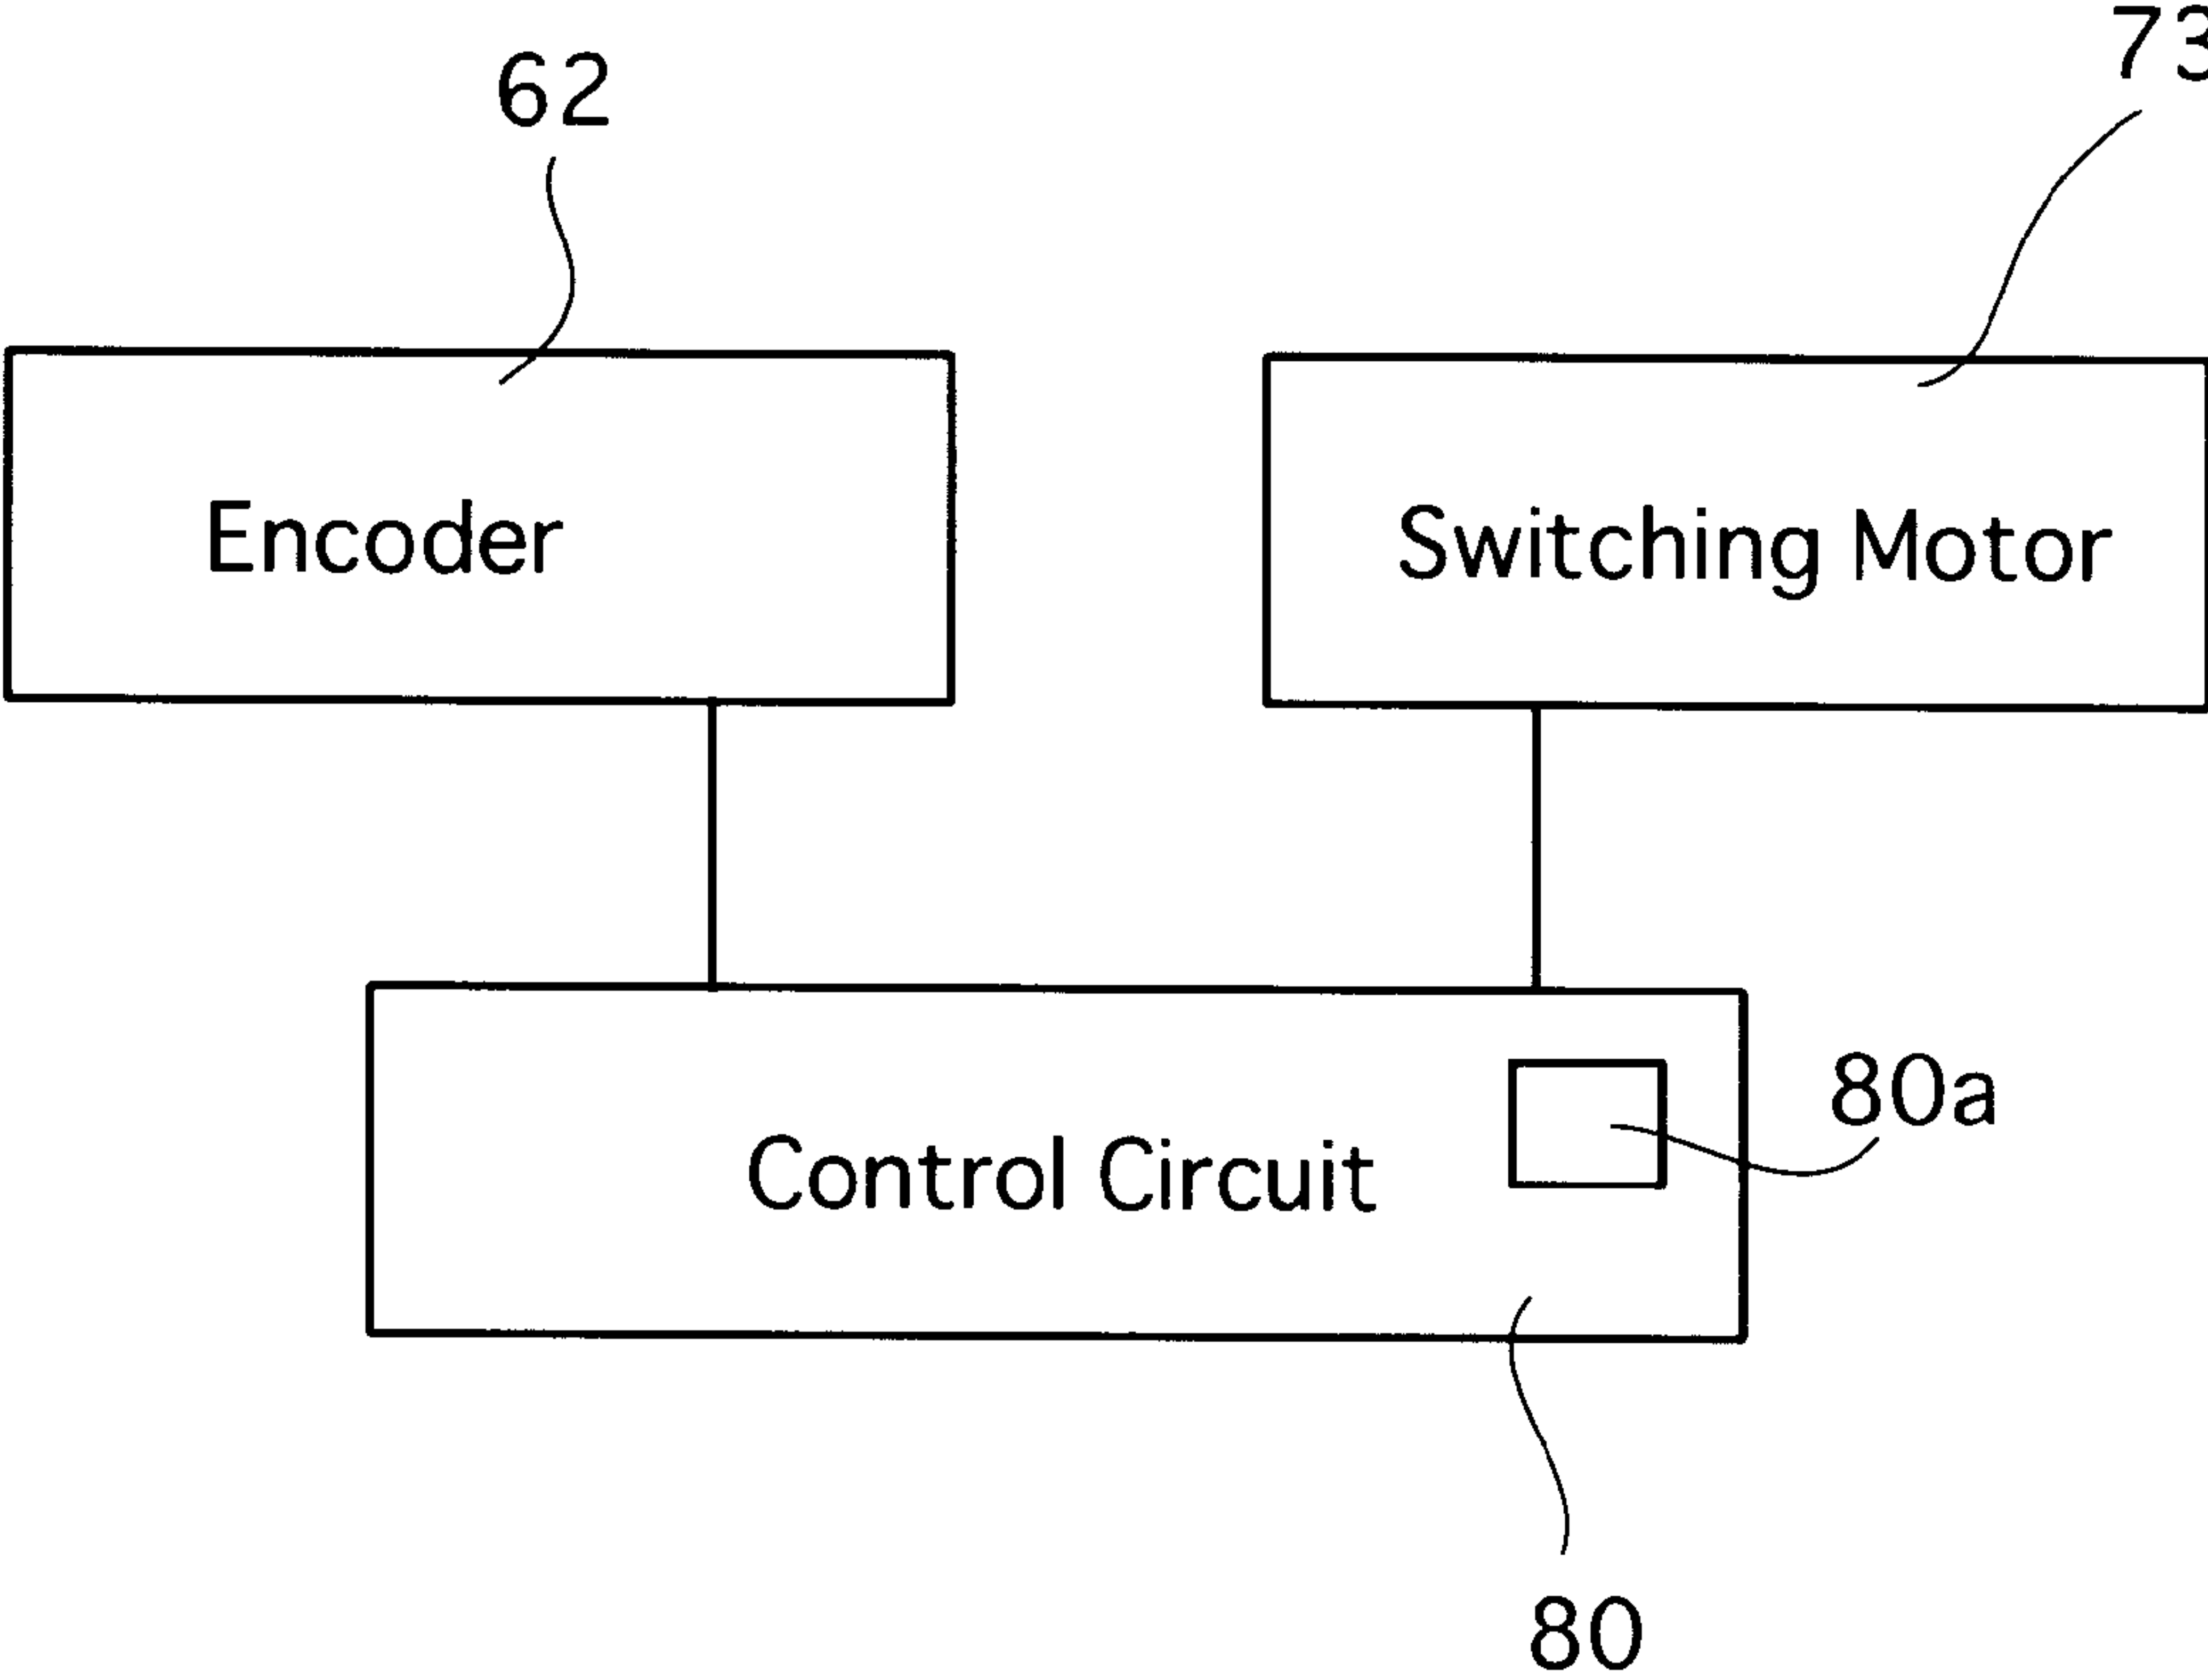 62
73
Encoder
Switching Motor
80a
Control Circuit
80